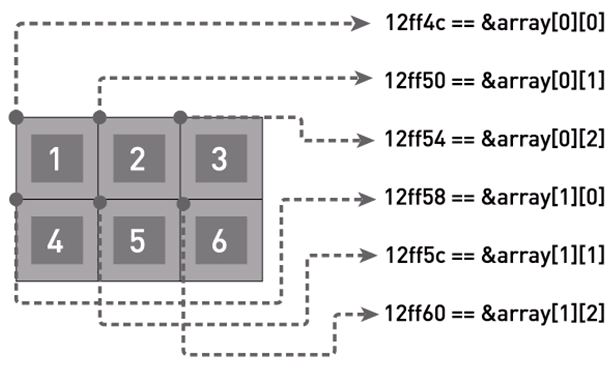 12ff4c == &array[0][0]
12ff50 == &array[0][1]
12ff54 == &array[0][2]
12ff58 == &array[1][0]
12ff5c == &array[1][1]
12ff60 == &array[1][2]
1 2 3
4 5 6